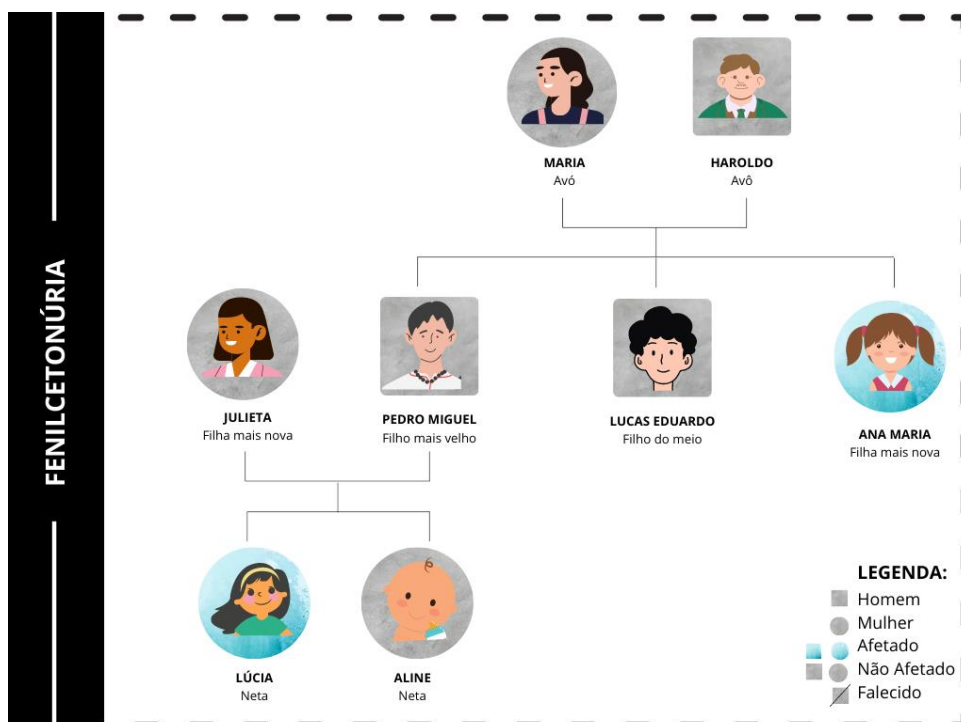 FENILCETONÚRIA
MARIA
Avó
HAROLDO
Avô
JULIETA
Filha mais nova
PEDRO MIGUEL
Filho mais velho
LUCAS EDUARDO
Filho do meio
ANA MARIA
Filha mais nova
LÚCIA
Neta
ALINE
Neta
LEGENDA:
Homem
Mulher
Afetado
Não Afetado
Falecido